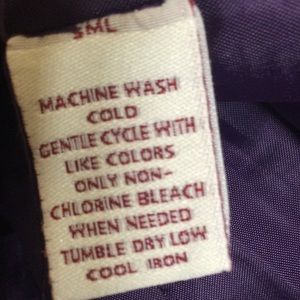 SML
MACHINE WASH
COLD
GENTLE CYCLE WITH
LIKE COLORS
ONLY NON-
CHLORINE BLEACH
WHEN NEEDED
TUMBLE DRY LOW
COOL IRON